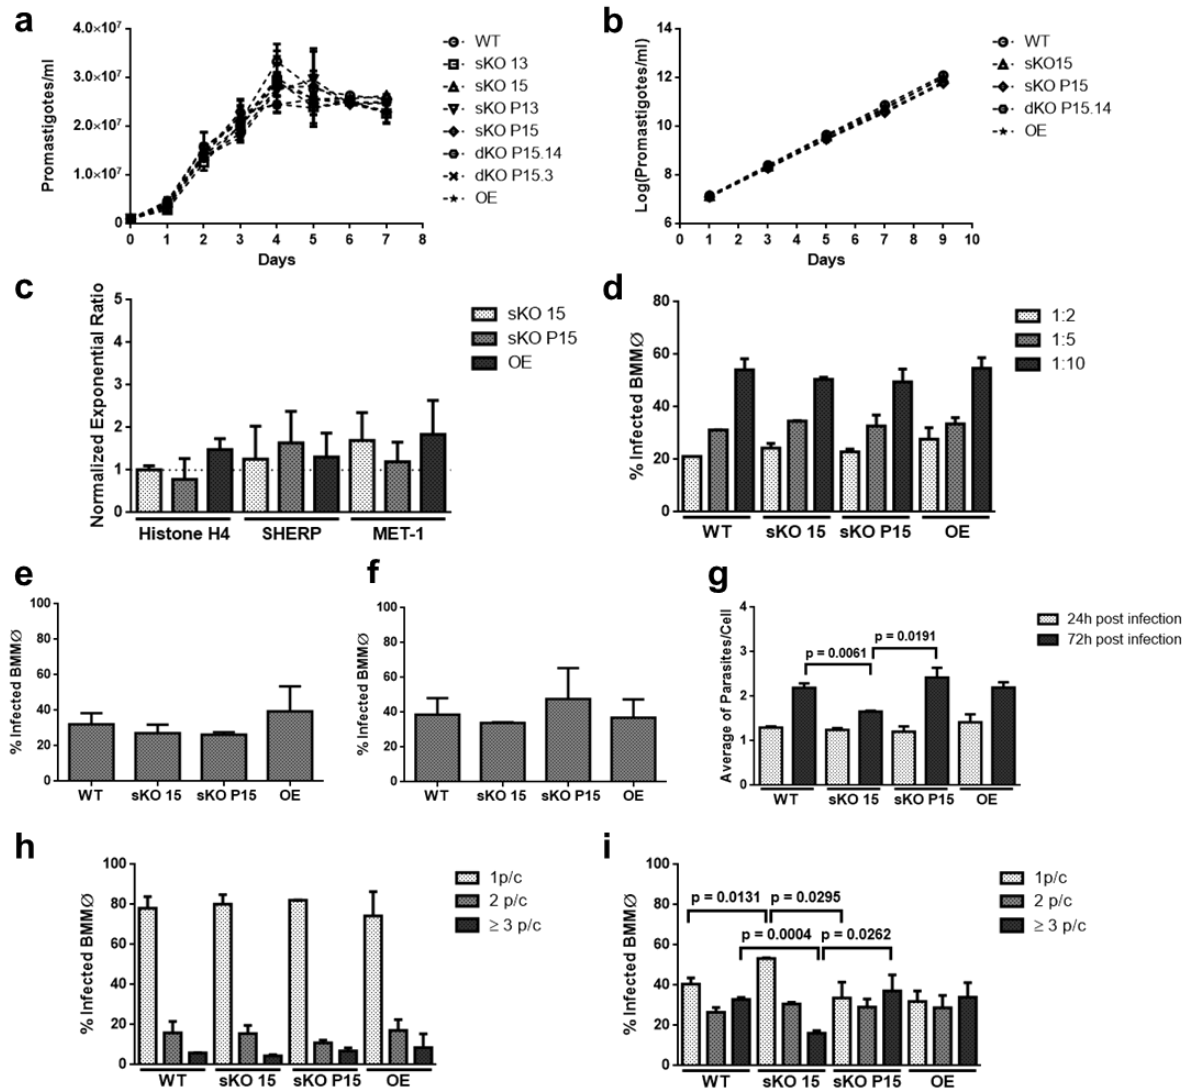 a
4.0×10⁷
3.0×10⁷
2.0×10⁷
1.0×10⁷
0
Promastigotes/ml
0 1 2 3 4 5 6 7 8
Days
WT
sKO 13
sKO 15
sKO P13
sKO P15
dKO P15.14
dKO P15.3
OE
b
14
12
10
8
6
Log(Promastigotes/ml)
0 1 2 3 4 5 6 7 8 9 10
Days
WT
sKO15
sKO P15
dKO P15.14
OE
c
5
4
3
2
1
0
Normalized Exponential Ratio
Histone H4 SHERP MET-1
sKO 15
sKO P15
OE
d
80
60
40
20
0
% Infected BMMØ
WT sKO 15 sKO P15 OE
1:2
1:5
1:10
e
100
80
60
40
20
0
% Infected BMMØ
WT sKO 15 sKO P15 OE
f
100
80
60
40
20
0
% Infected BMMØ
WT sKO 15 sKO P15 OE
g
4
3
2
1
0
Average of Parasites/Cell
p = 0.0061
p = 0.0191
WT sKO 15 sKO P15 OE
24h post infection
72h post infection
h
100
80
60
40
20
0
% Infected BMMØ
WT sKO 15 sKO P15 OE
1p/c
2 p/c
≥ 3 p/c
i
100
80
60
40
20
0
% Infected BMMØ
p = 0.0131 p = 0.0295
p = 0.0004 p = 0.0262
WT sKO 15 sKO P15 OE
1p/c
2 p/c
≥ 3 p/c